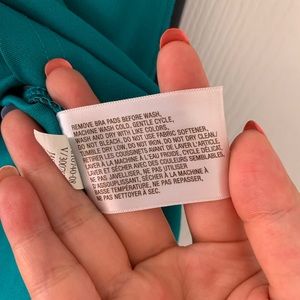 REMOVE BRA PADS BEFORE WASH,
MACHINE WASH COLD. GENTLE CYCLE,
WASH AND DRY WITH LIKE COLORS,
DO NOT BLEACH, DO NOT USE FABRIC SOFTENER,
TUMBLE DRY LOW, DO NOT IRON, DO NOT DRY CLEAN/
RETIRER LES COUSSINETS AVANT DE LAVER L'ARTICLE.
LAVER À LA MACHINE À L'EAU FROIDE. CYCLE DÉLICAT,
LAVER ET SÉCHER AVEC DES COULEURS SEMBLABLES,
NE PAS JAVELLISER, NE PAS UTILISER
D'ASSOUPLISSANT, SÉCHER À LA MACHINE À
BASSE TEMPÉRATURE, NE PAS REPASSER,
NE PAS NETTOYER À SEC.